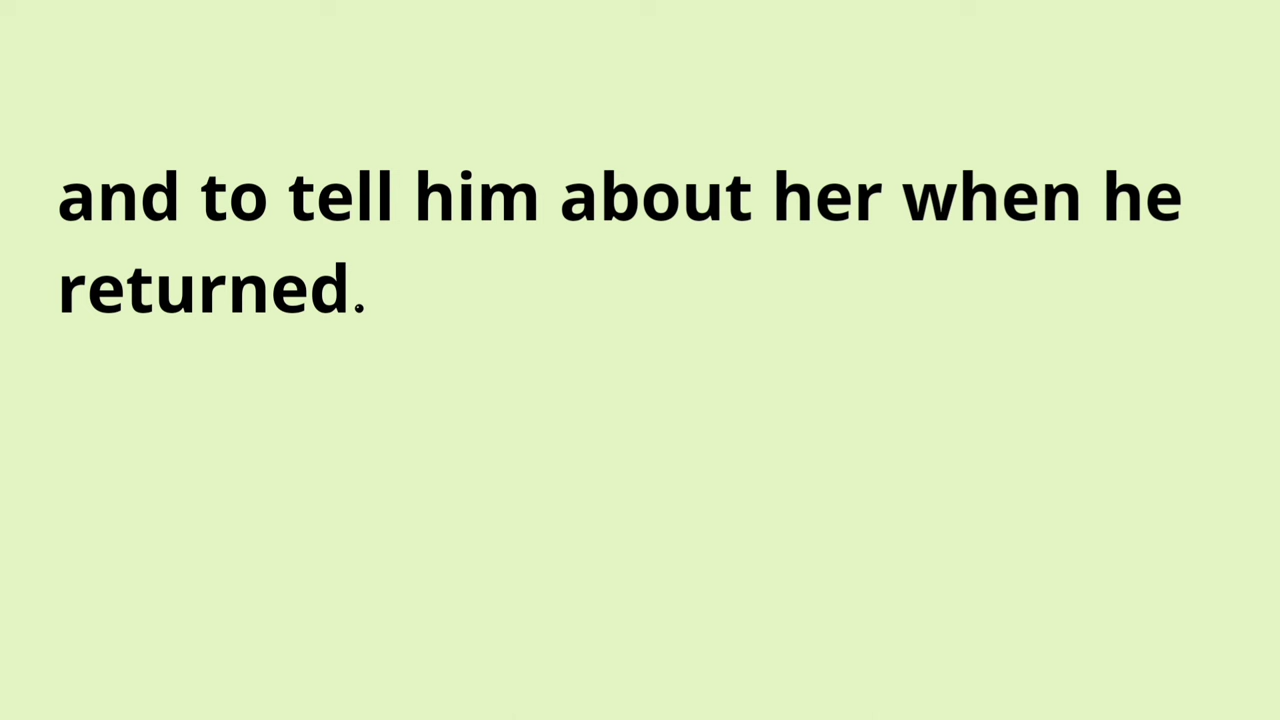 and to tell him about her when he
returned.